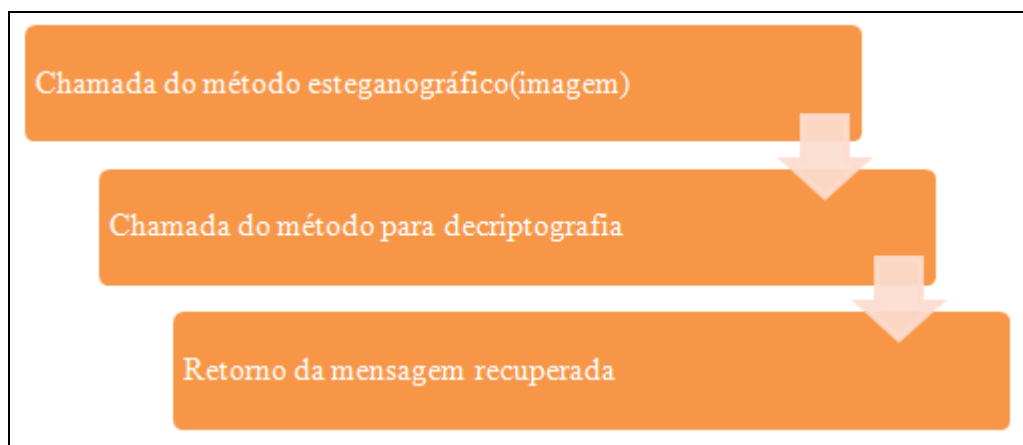 Chamada do método esteganográfico(imagem)
Chamada do método para decriptografia
Retorno da mensagem recuperada